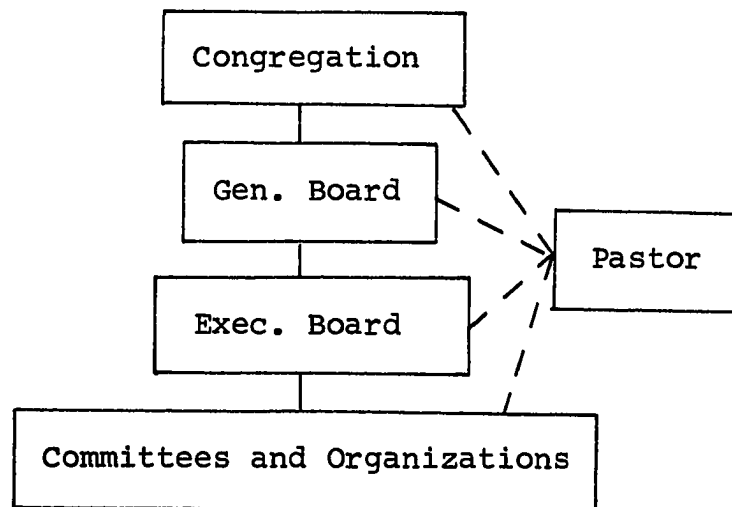 Congregation
Gen. Board
Pastor
Exec. Board
Committees and Organizations